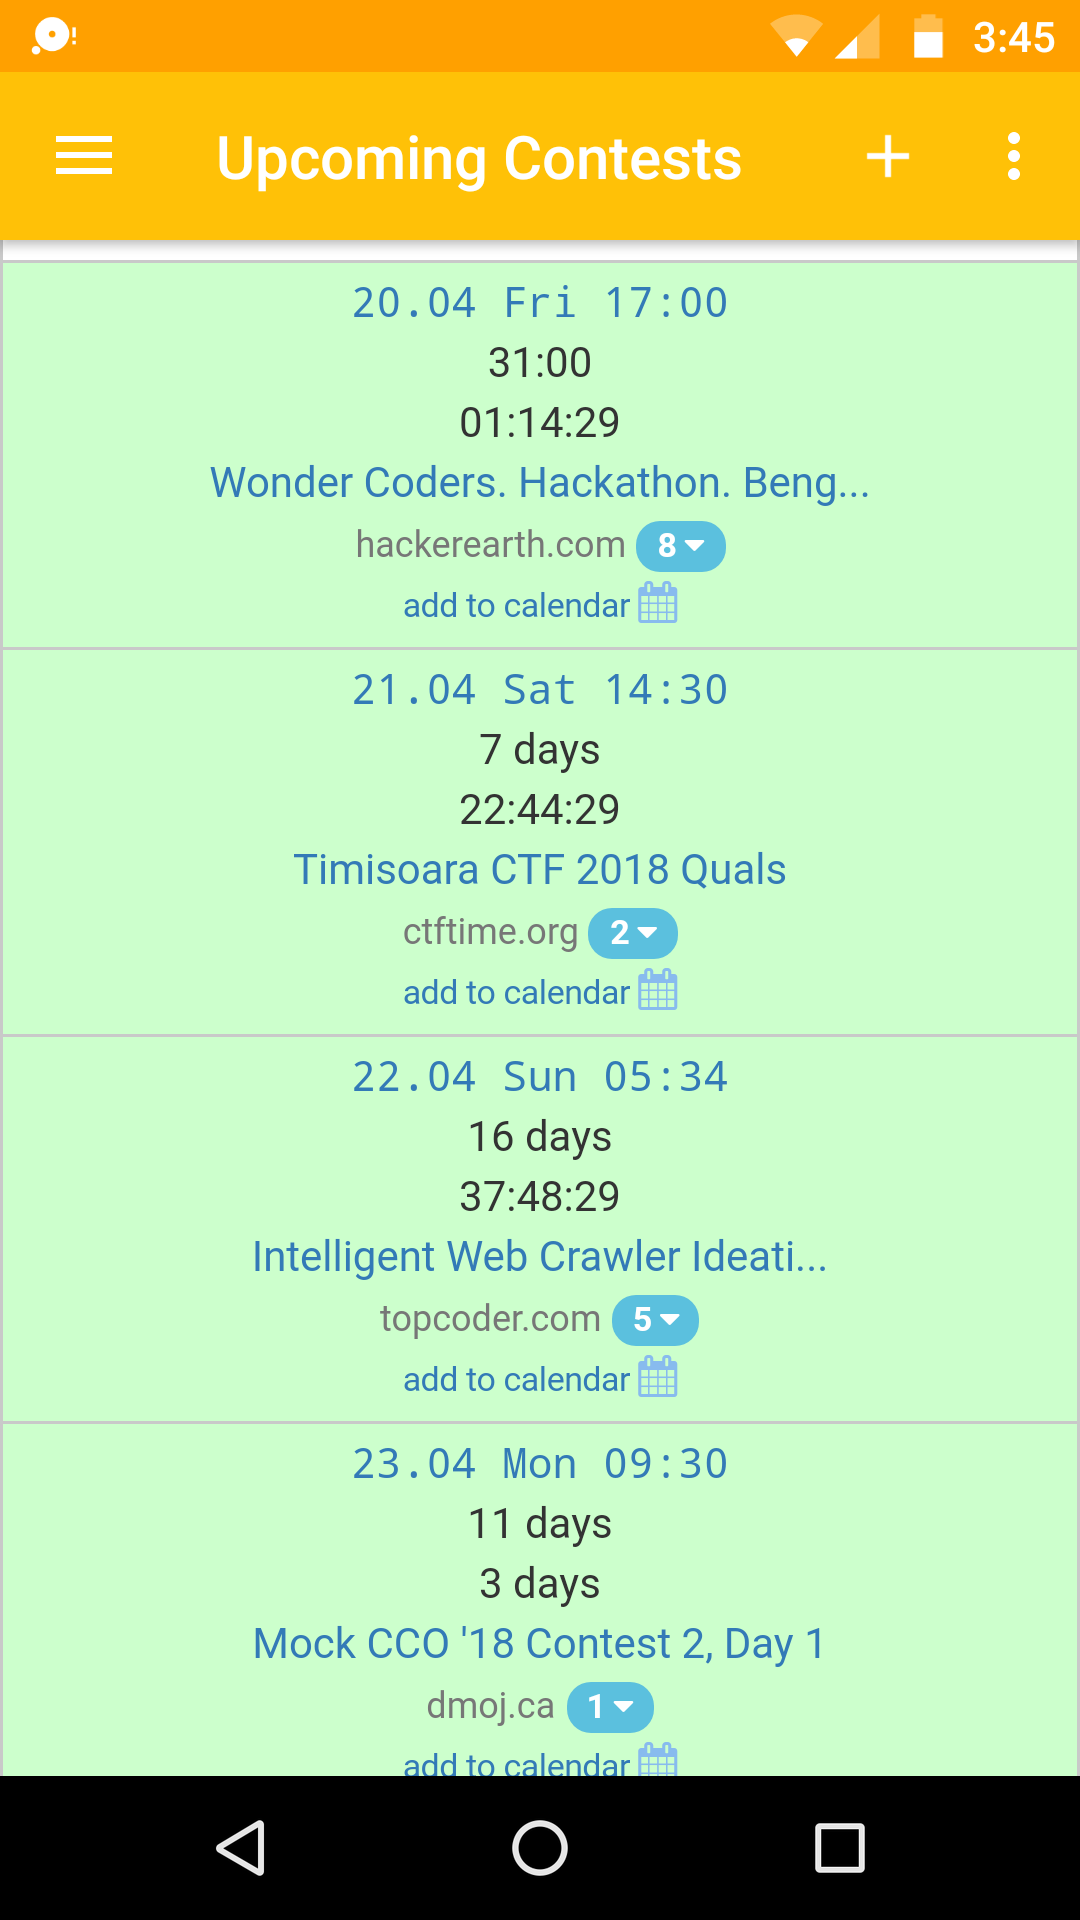 3:45
Upcoming Contests
20.04 Fri 17:00
31:00
01:14:29
Wonder Coders. Hackathon. Beng...
hackerearth.com 8
add to calendar
21.04 Sat 14:30
7 days
22:44:29
Timisoara CTF 2018 Quals
ctftime.org 2
add to calendar
22.04 Sun 05:34
16 days
37:48:29
Intelligent Web Crawler Ideati...
topcoder.com 5
add to calendar
23.04 Mon 09:30
11 days
3 days
Mock CCO '18 Contest 2, Day 1
dmoj.ca 1
add to calendar